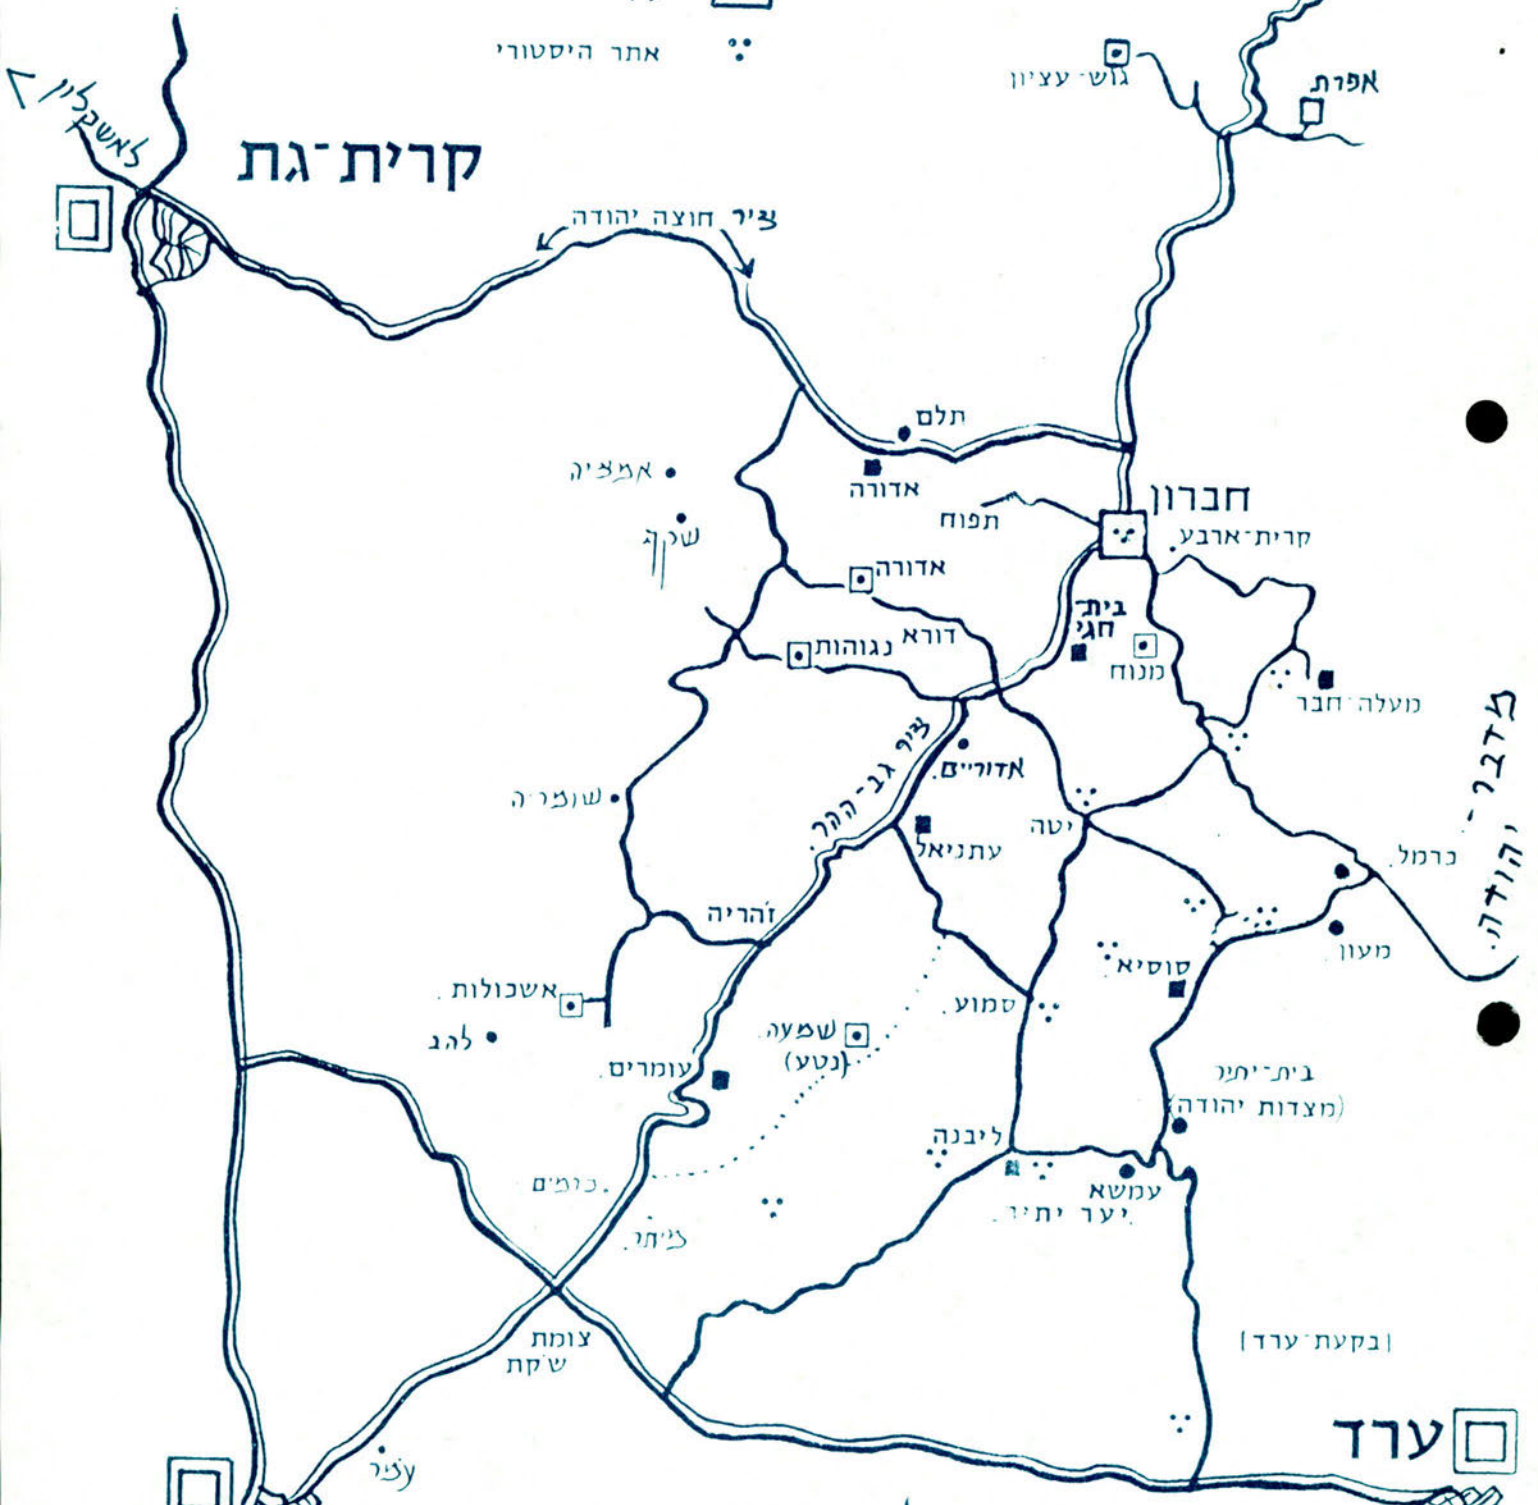 אתר היסטורי
גוש-עציון
אפרת
לאשקלון
קרית-גת
ציר חוצה יהודה
תלם
אדורה
אמציה
שקף
תפוח
חברון
קרית-ארבע
אדורה
דורא
נגוהות
בית
חגי
מנוח
מעלה-חבר
מדבר-
יהודה.
ציר גב-ההר.
אדוריים.
שומריה
עתניאל
יטה
כרמל.
ז'הריה
מעון
סוסיא
אשכולות.
סמוע.
להב
שמעה.
(נטע)
עומרים.
בית-יתיר
(מצדות יהודה)
ליבנה
עמשא
יער יתיר.
כומים.
מיתר.
צומת
שקת
[בקעת-ערד]
ערד